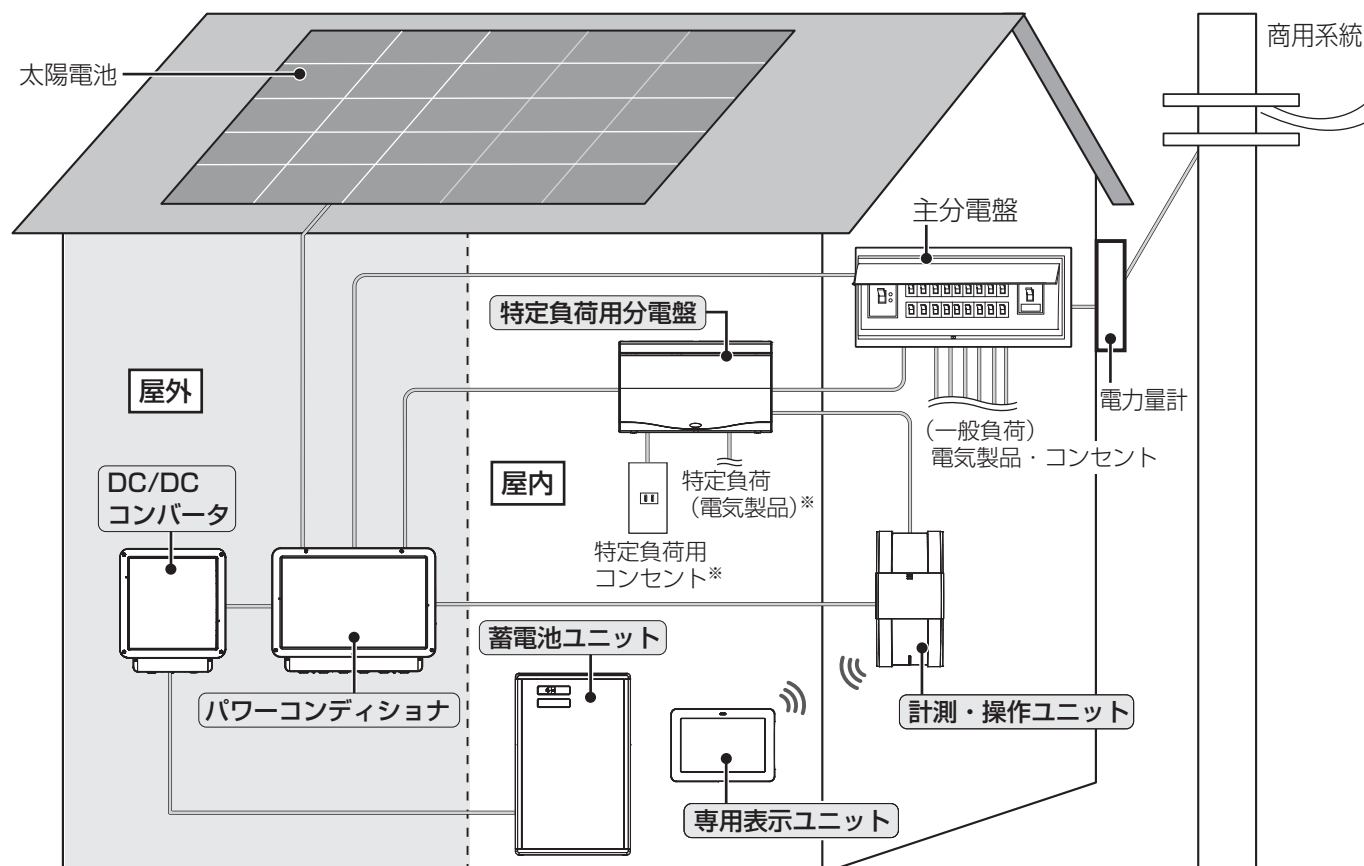 商用系統
太陽電池
主分電盤
特定負荷用分電盤
屋外
電力量計
(一般負荷)
電気製品・コンセント
DC/DC
コンバータ
屋内
特定負荷
(電気製品)※
特定負荷用
コンセント※
蓄電池ユニット
パワーコンディショナ
計測・操作ユニット
専用表示ユニット